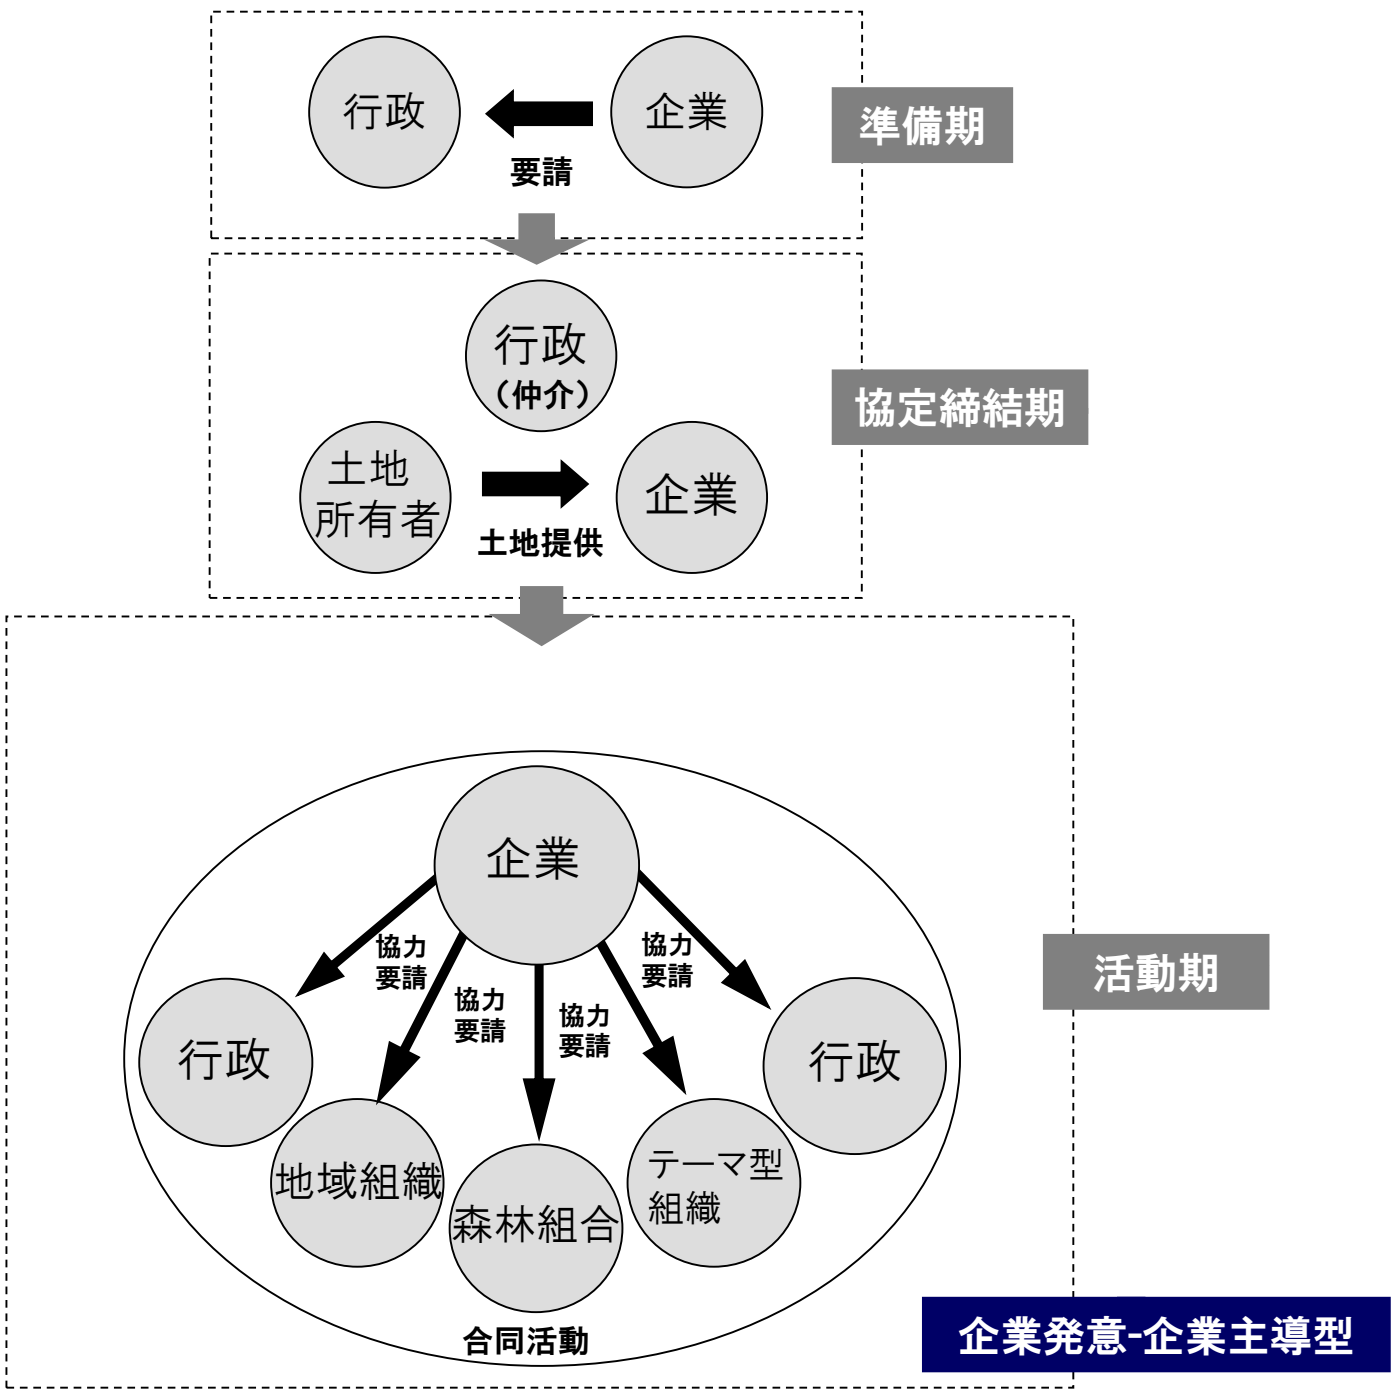 行政
企業
要請
準備期
行政
（仲介）
土地
所有者
企業
土地提供
協定締結期
企業
協力
要請
協力
要請
協力
要請
協力
要請
行政
地域組織
森林組合
テーマ型
組織
行政
合同活動
活動期
企業発意-企業主導型